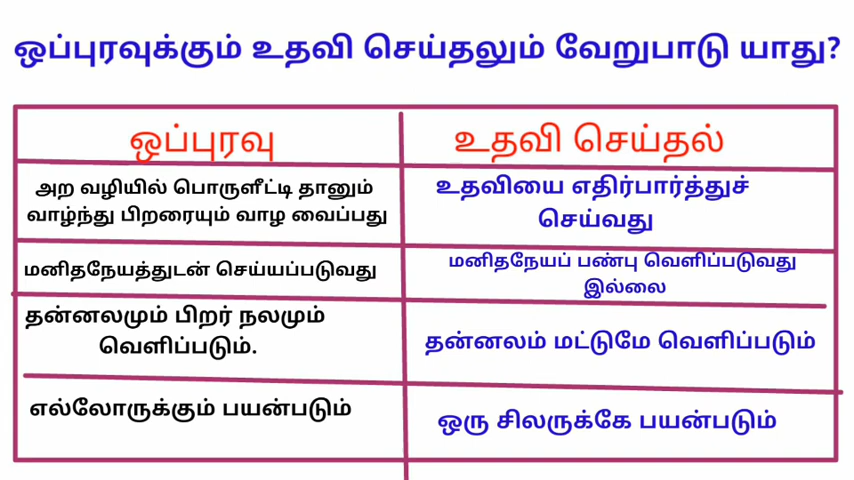 ஒப்புரவுக்கும் உதவி செய்தலும் வேறுபாடு யாது?
ஒப்புரவு
உதவி செய்தல்
அற வழியில் பொருளீட்டி தானும்
வாழ்ந்து பிறரையும் வாழ வைப்பது
உதவியை எதிர்பார்த்துச்
செய்வது
மனிதநேயத்துடன் செய்யப்படுவது
மனிதநேயப் பண்பு வெளிப்படுவது
இல்லை
தன்னலமும் பிறர் நலமும்
வெளிப்படும்.
தன்னலம் மட்டுமே வெளிப்படும்
எல்லோருக்கும் பயன்படும்
ஒரு சிலருக்கே பயன்படும்